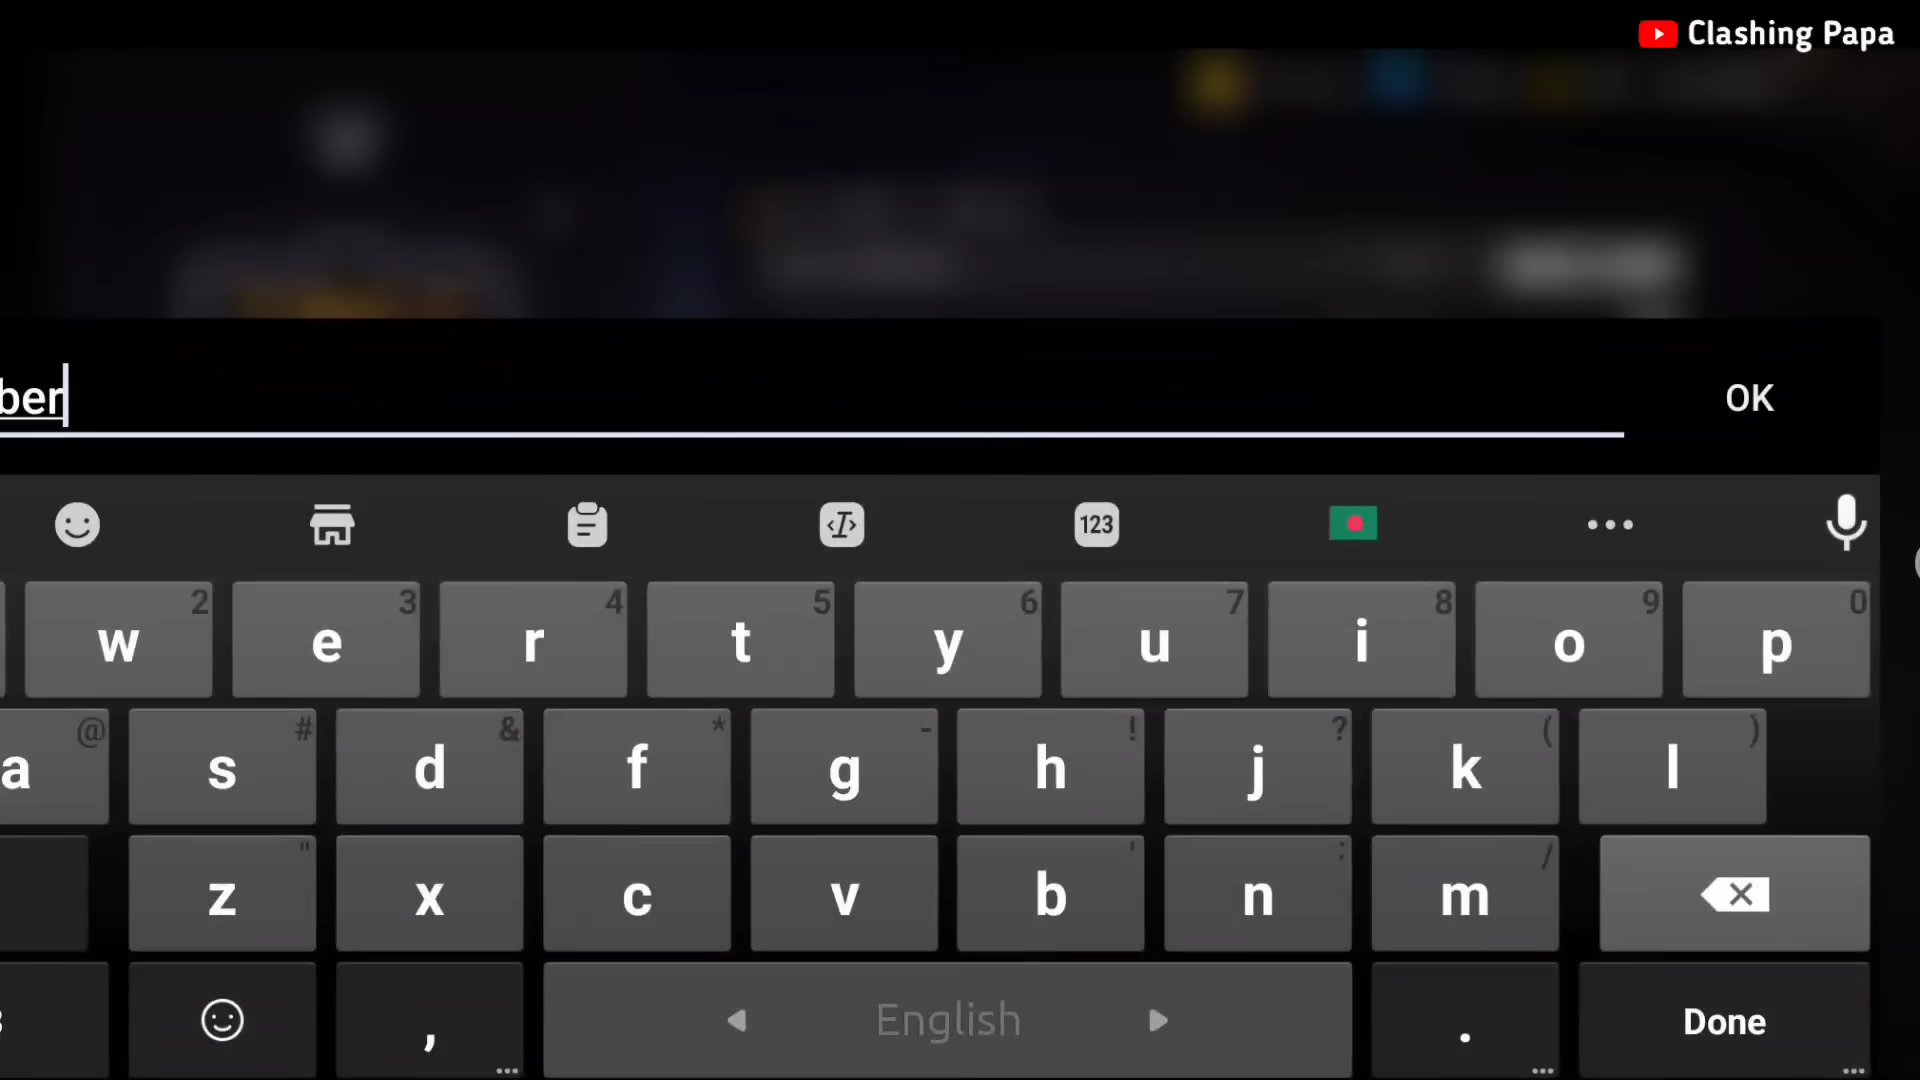 Clashing Papa
ber
OK
123
2 3 4 5 6 7 8 9 0
w e r t y u i o p
@ # & * - ! ? ( )
a s d f g h j k l
" ' : /
z x c v b n m
, English . Done